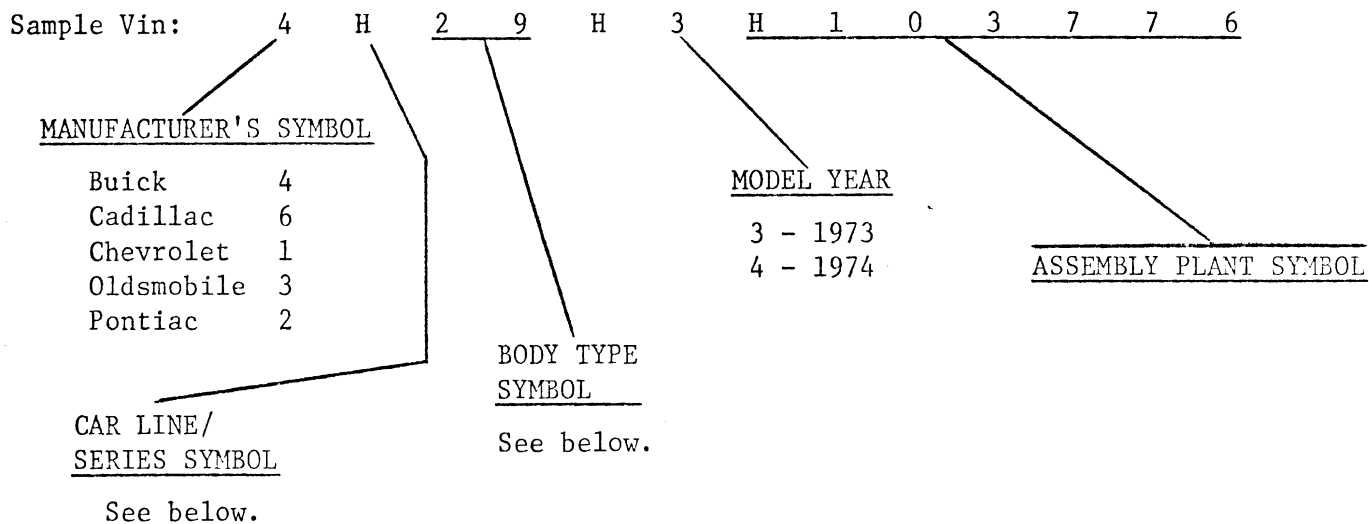 Sample Vin: 4 H 2 9 H 3 H 1 0 3 7 7 6
MANUFACTURER'S SYMBOL
Buick 4
Cadillac 6
Chevrolet 1
Oldsmobile 3
Pontiac 2
MODEL YEAR
3 - 1973
4 - 1974
ASSEMBLY PLANT SYMBOL
BODY TYPE
SYMBOL
See below.
CAR LINE/
SERIES SYMBOL
See below.